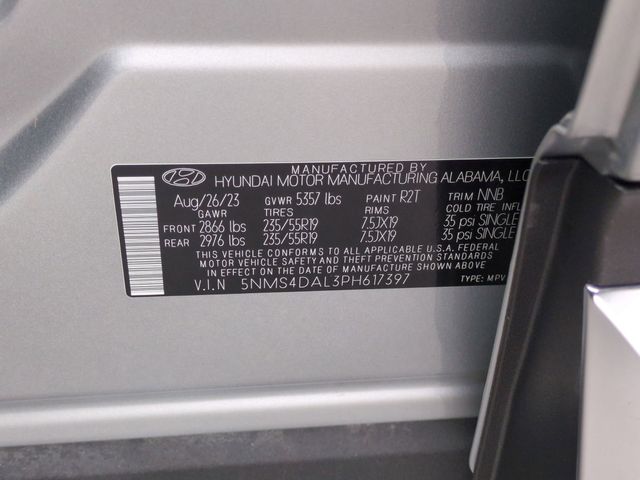 MANUFACTURED BY
HYUNDAI MOTOR MANUFACTURING ALABAMA, LLC
Aug/26/23 GVWR 5357 lbs PAINT R2T TRIM NNB
GAWR TIRES RIMS COLD TIRE INFL
FRONT 2866 lbs 235/55R19 7.5JX19 35 psi SINGLE
REAR 2976 lbs 235/55R19 7.5JX19 35 psi SINGLE
THIS VEHICLE CONFORMS TO ALL APPLICABLE U.S.A. FEDERAL
MOTOR VEHICLE SAFETY AND THEFT PREVENTION STANDARDS
IN EFFECT ON THE DATE OF MANUFACTURE SHOWN ABOVE.
V.I.N 5NMS4DAL3PH617397 TYPE: MPV